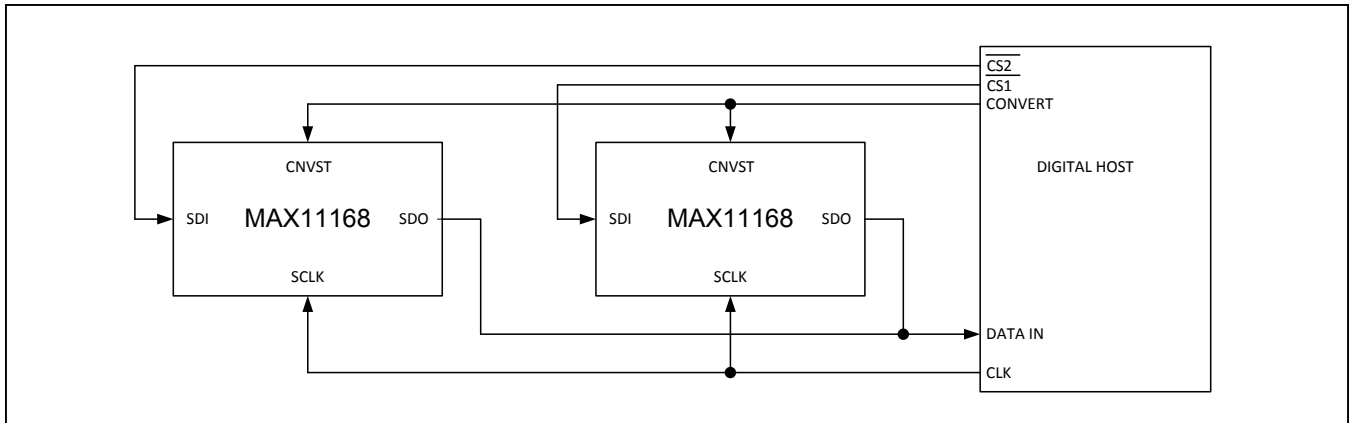 CS2
CS1
CONVERT
CNVST
CNVST
DIGITAL HOST
SDI MAX11168 SDO
SDI MAX11168 SDO
SCLK
SCLK
DATA IN
CLK